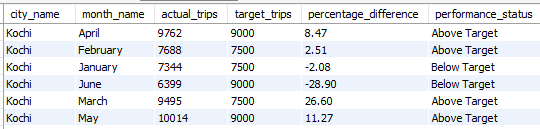 city_name month_name actual_trips target_trips percentage_difference performance_status
Kochi April 9762 9000 8.47 Above Target
Kochi February 7688 7500 2.51 Above Target
Kochi January 7344 7500 -2.08 Below Target
Kochi June 6399 9000 -28.90 Below Target
Kochi March 9495 7500 26.60 Above Target
Kochi May 10014 9000 11.27 Above Target